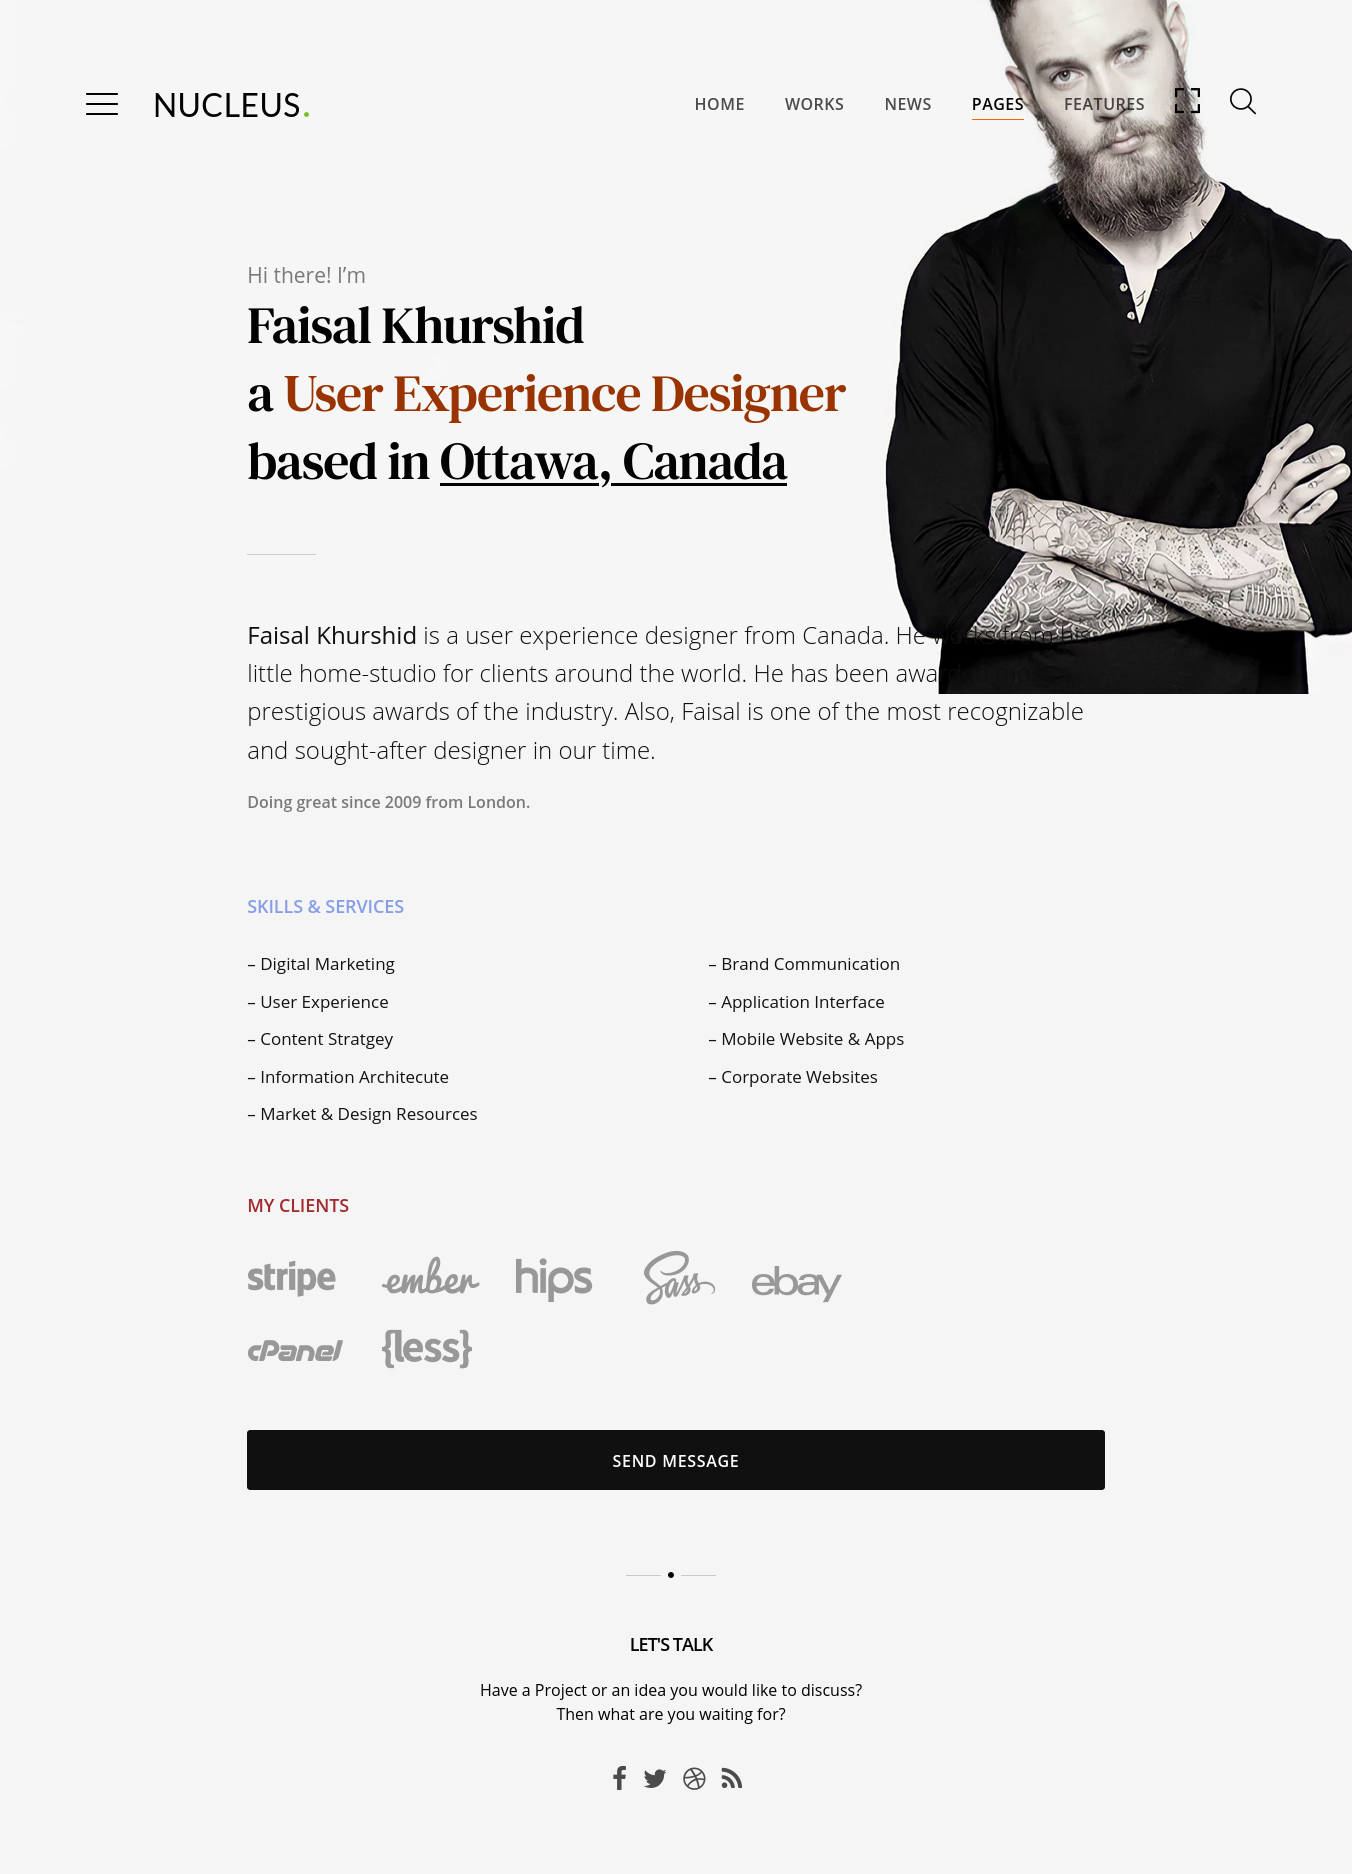 NUCLEUS.
HOME WORKS NEWS PAGES FEATURES
Hi there! I’m
Faisal Khurshid
a User Experience Designer
based in Ottawa, Canada
Faisal Khurshid is a user experience designer from Canada. He works from his
little home-studio for clients around the world. He has been
prestigious awards of the industry. Also, Faisal is one of the most recognizable
and sought-after designer in our time.
Doing great since 2009 from London.
SKILLS & SERVICES
– Digital Marketing
– User Experience
– Content Stratgey
– Information Architecute
– Market & Design Resources
– Brand Communication
– Application Interface
– Mobile Website & Apps
– Corporate Websites
MY CLIENTS
stripe ember hips Sass ebay
cPanel {less}
SEND MESSAGE
LET'S TALK
Have a Project or an idea you would like to discuss?
Then what are you waiting for?